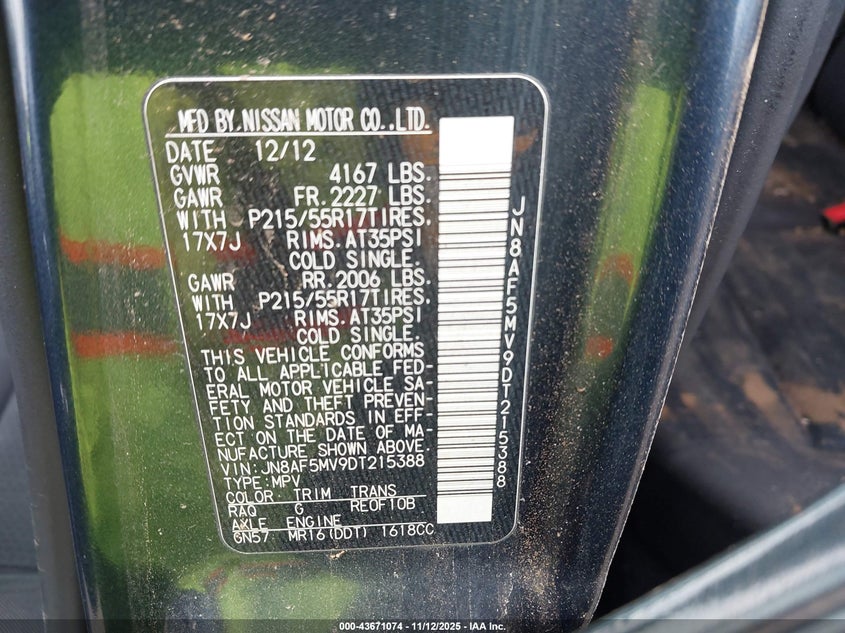 MFD BY NISSAN MOTOR CO.,LTD.
DATE 12/12
GVWR 4167 LBS.
GAWR FR. 2227 LBS.
WITH P215/55R17TIRES.
17X7J RIMS. AT35PSI
COLD SINGLE.
GAWR RR. 2006 LBS.
WITH P215/55R17TIRES.
17X7J RIMS. AT35PSI
COLD SINGLE.
THIS VEHICLE CONFORMS
TO ALL APPLICABLE FED-
ERAL MOTOR VEHICLE SA-
FETY AND THEFT PREVEN-
TION STANDARDS IN EFF-
ECT ON THE DATE OF MA-
NUFACTURE SHOWN ABOVE.
VIN: JN8AF5MV9DT215388
TYPE: MPV
COLOR TRIM TRANS
RAQ G RE0F10B
AXLE ENGINE
GN57 MR16(DDT) 1618CC
JN8AF5MV9DT215388
000-43671074 - 11/12/2025 - IAA Inc.